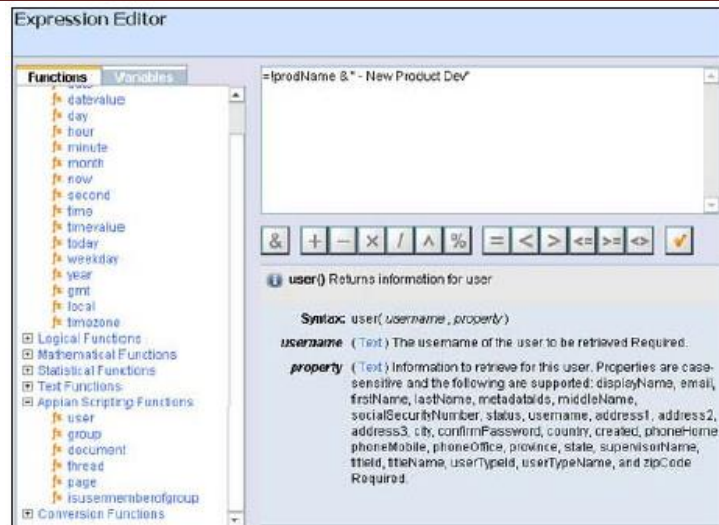 Expression Editor
Functions Variables
datevalue
day
hour
minute
month
now
second
time
timevalue
today
weekday
year
gmt
local
timezone
Logical Functions
Mathematical Functions
Statistical Functions
Text Functions
Appian Scripting Functions
user
group
document
thread
page
isusermemberofgroup
Conversion Functions
=!prodName &" - New Product Dev"
& + - × / ^ % = < > <= >= <>
user() Returns information for user
Syntax: user( username , property )
username (Text) The username of the user to be retrieved Required.
property (Text) Information to retrieve for this user. Properties are case-
sensitive and the following are supported: displayName, email,
firstName, lastName, metadataIds, middleName,
socialSecurityNumber, status, username, address1, address2,
address3, city, confirmPassword, country, created, phoneHome
phoneMobile, phoneOffice, province, state, supervisorName,
titleId, titleName, userTypeId, userTypeName, and zipCode
Required.